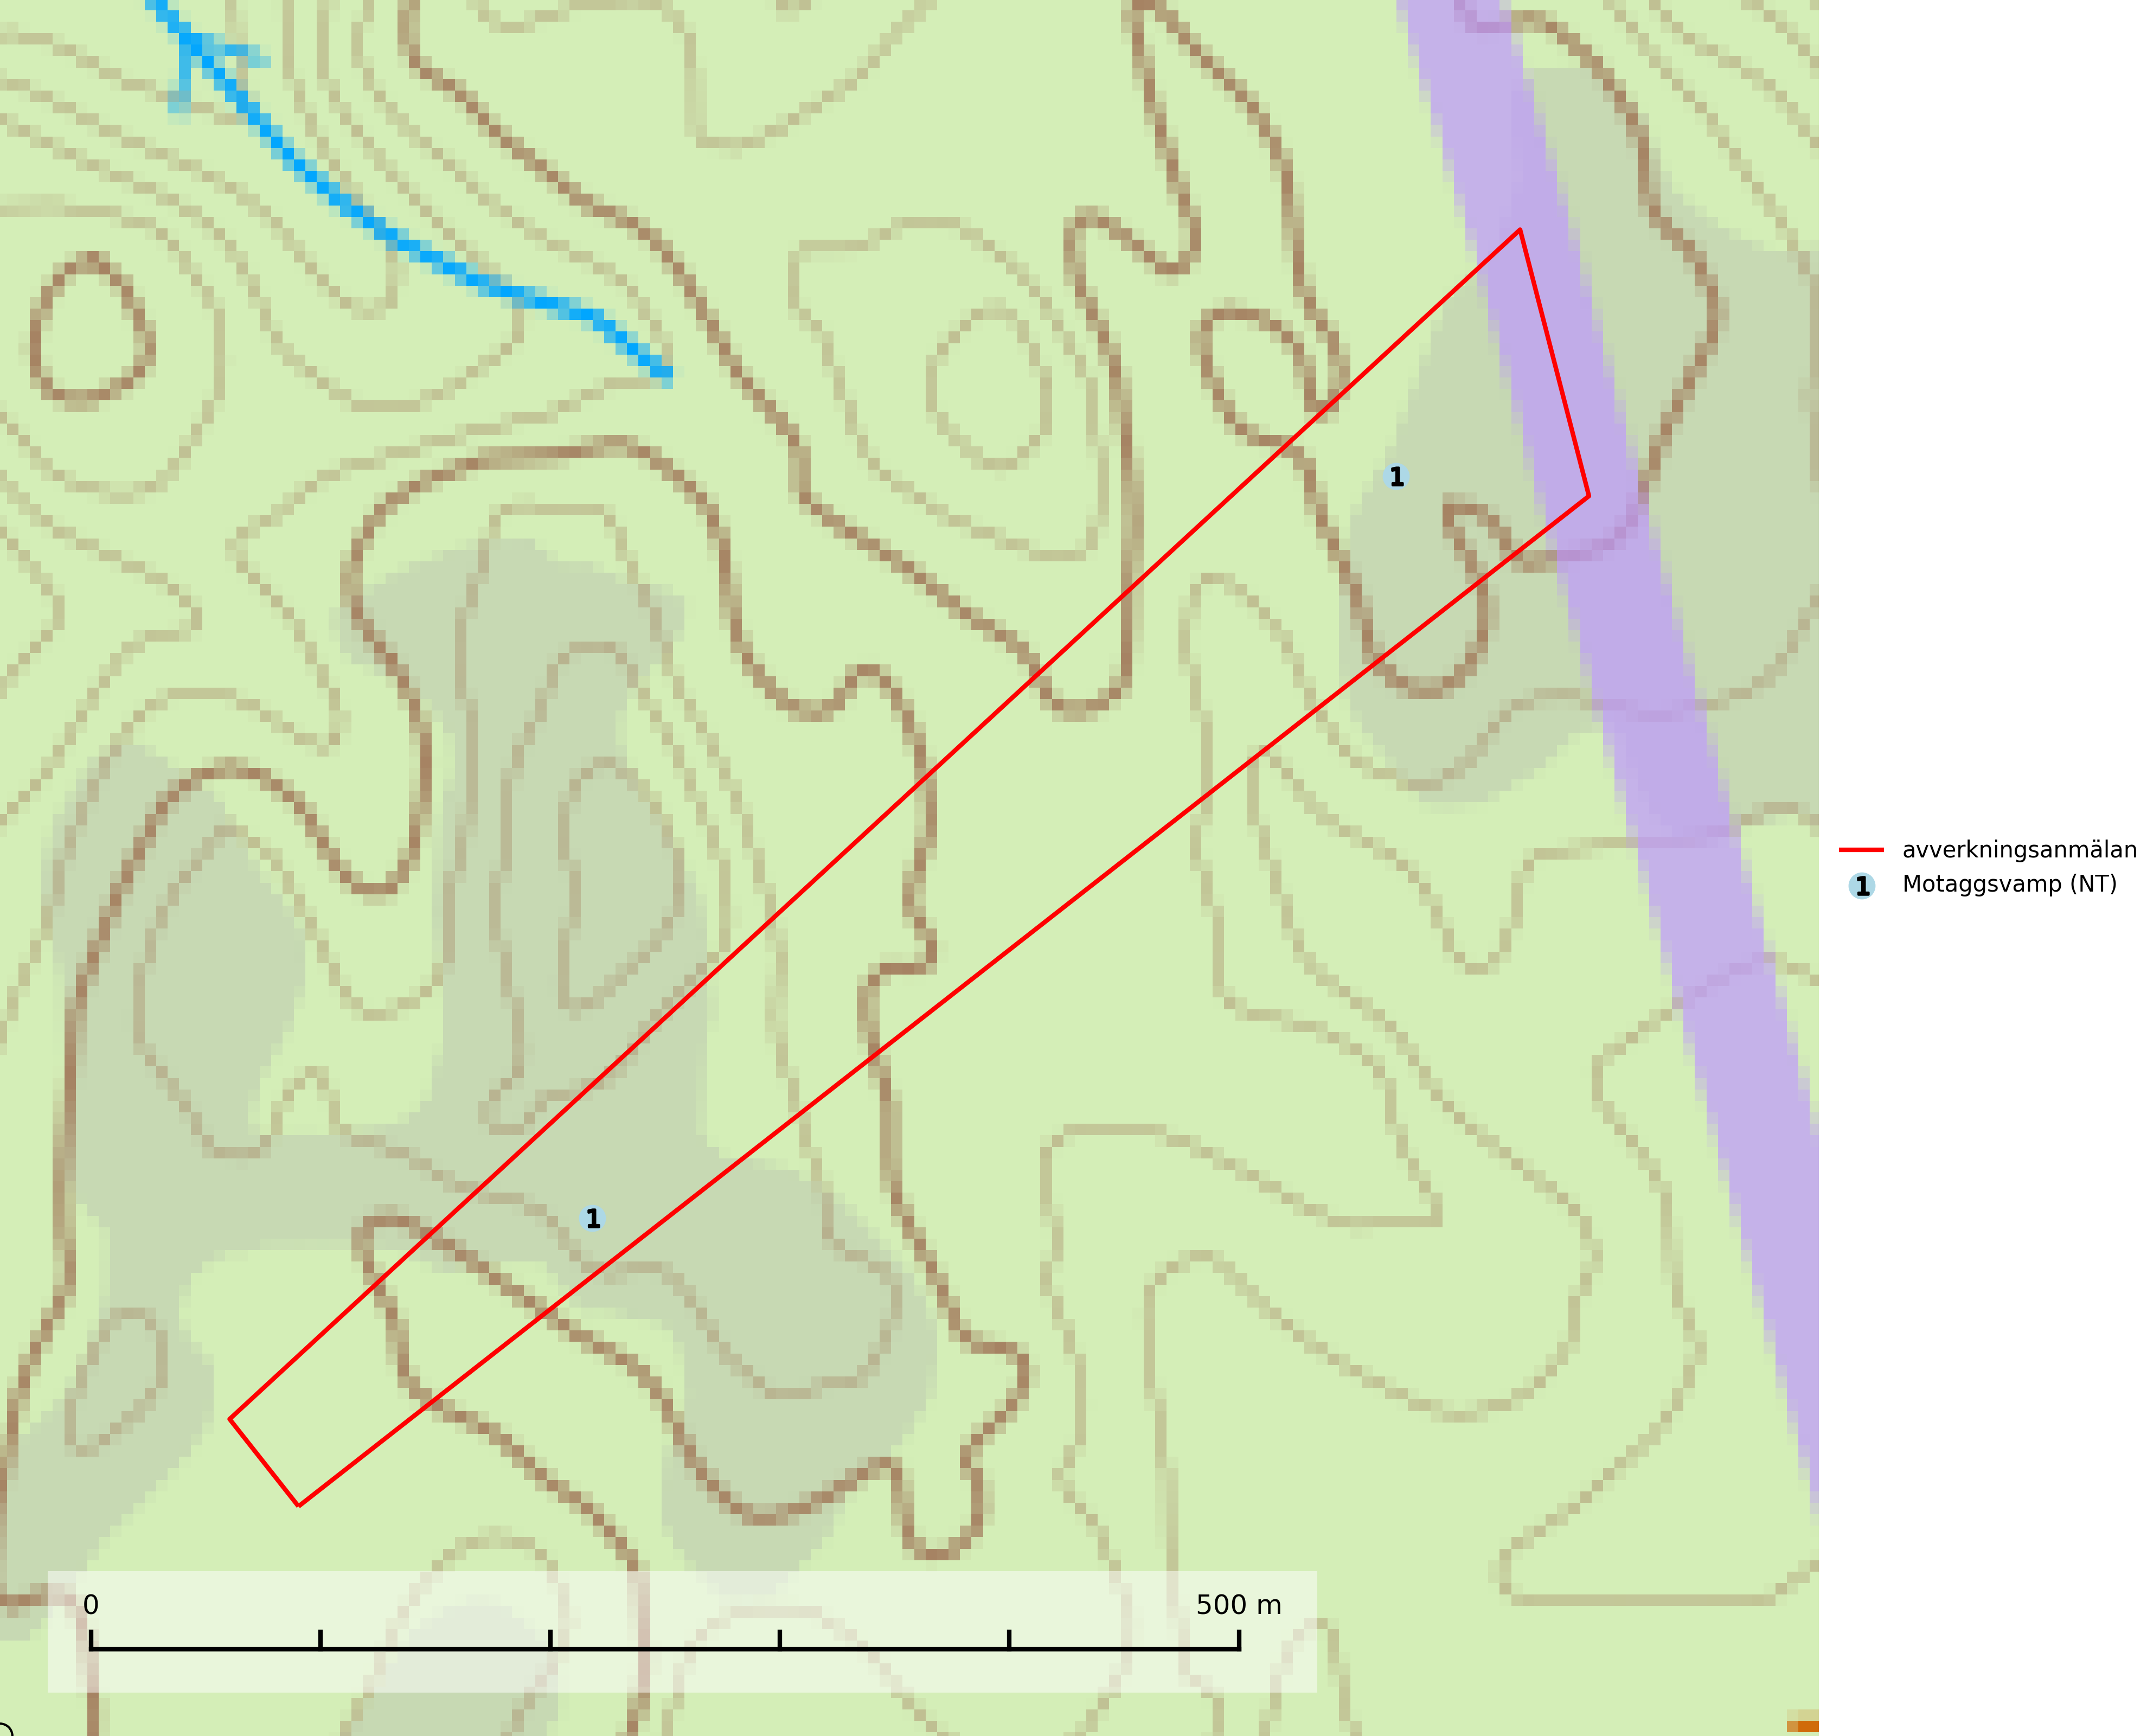 1
1
avverkningsanmälan
1 Motaggsvamp (NT)
0 500 m